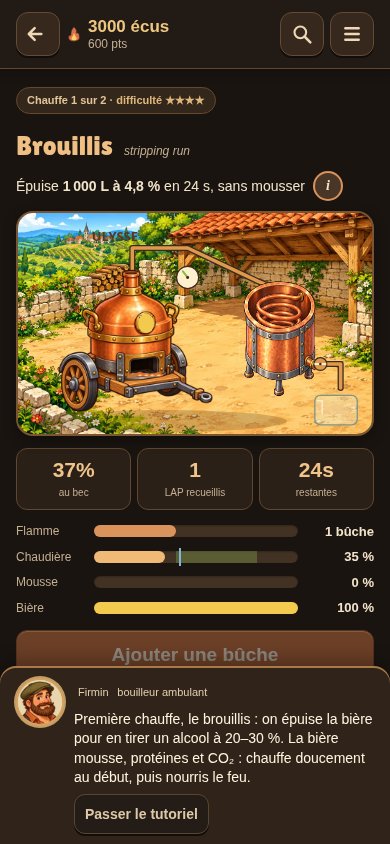 3000 écus
600 pts
Chauffe 1 sur 2 · difficulté ★★★★
Brouillis stripping run
Épuise 1 000 L à 4,8 % en 24 s, sans mousser i
37% 1 24s
au bec LAP recueillis restantes
Flamme 1 bûche
Chaudière 35 %
Mousse 0 %
Bière 100 %
Ajouter une bûche
Firmin bouilleur ambulant
Première chauffe, le brouillis : on épuise la bière
pour en tirer un alcool à 20–30 %. La bière
mousse, protéines et CO₂ : chauffe doucement
au début, puis nourris le feu.
Passer le tutoriel